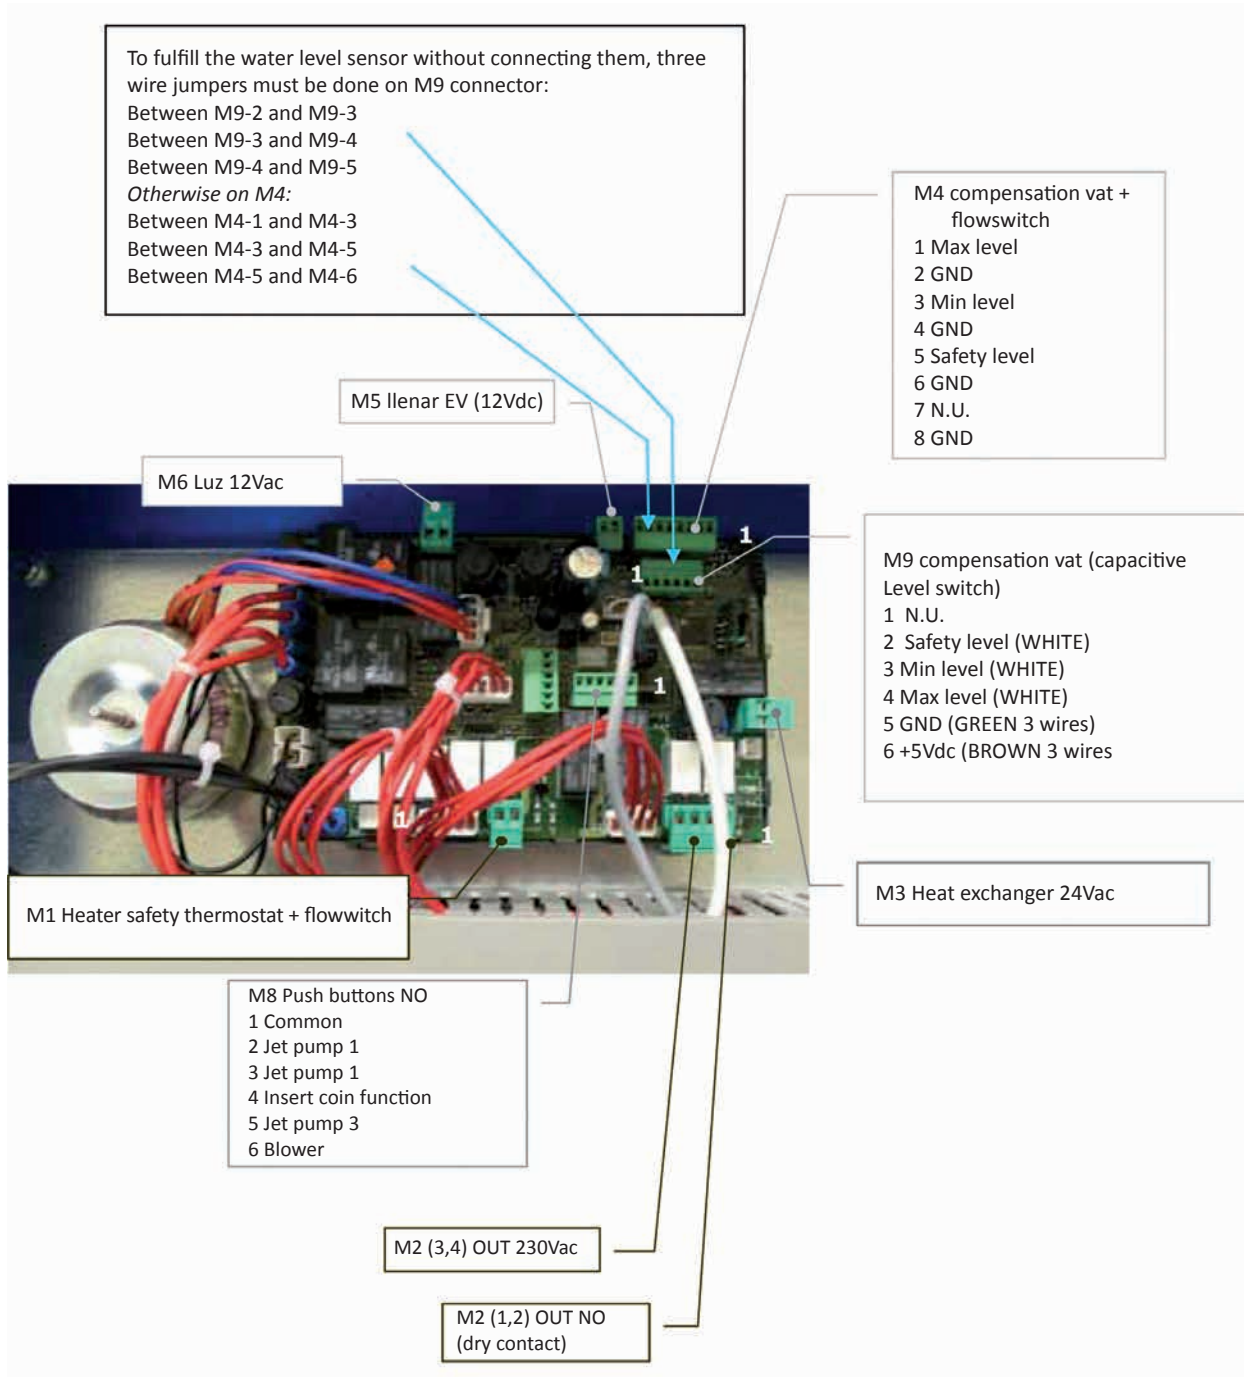 To fulfill the water level sensor without connecting them, three
wire jumpers must be done on M9 connector:
Between M9-2 and M9-3
Between M9-3 and M9-4
Between M9-4 and M9-5
Otherwise on M4:
Between M4-1 and M4-3
Between M4-3 and M4-5
Between M4-5 and M4-6
M4 compensation vat +
flowswitch
1 Max level
2 GND
3 Min level
4 GND
5 Safety level
6 GND
7 N.U.
8 GND
M5 llenar EV (12Vdc)
M6 Luz 12Vac
1
1
M9 compensation vat (capacitive
Level switch)
1 N.U.
2 Safety level (WHITE)
3 Min level (WHITE)
4 Max level (WHITE)
5 GND (GREEN 3 wires)
6 +5Vdc (BROWN 3 wires
1
1
1
M3 Heat exchanger 24Vac
M1 Heater safety thermostat + flowwitch
M8 Push buttons NO
1 Common
2 Jet pump 1
3 Jet pump 1
4 Insert coin function
5 Jet pump 3
6 Blower
M2 (3,4) OUT 230Vac
M2 (1,2) OUT NO
(dry contact)